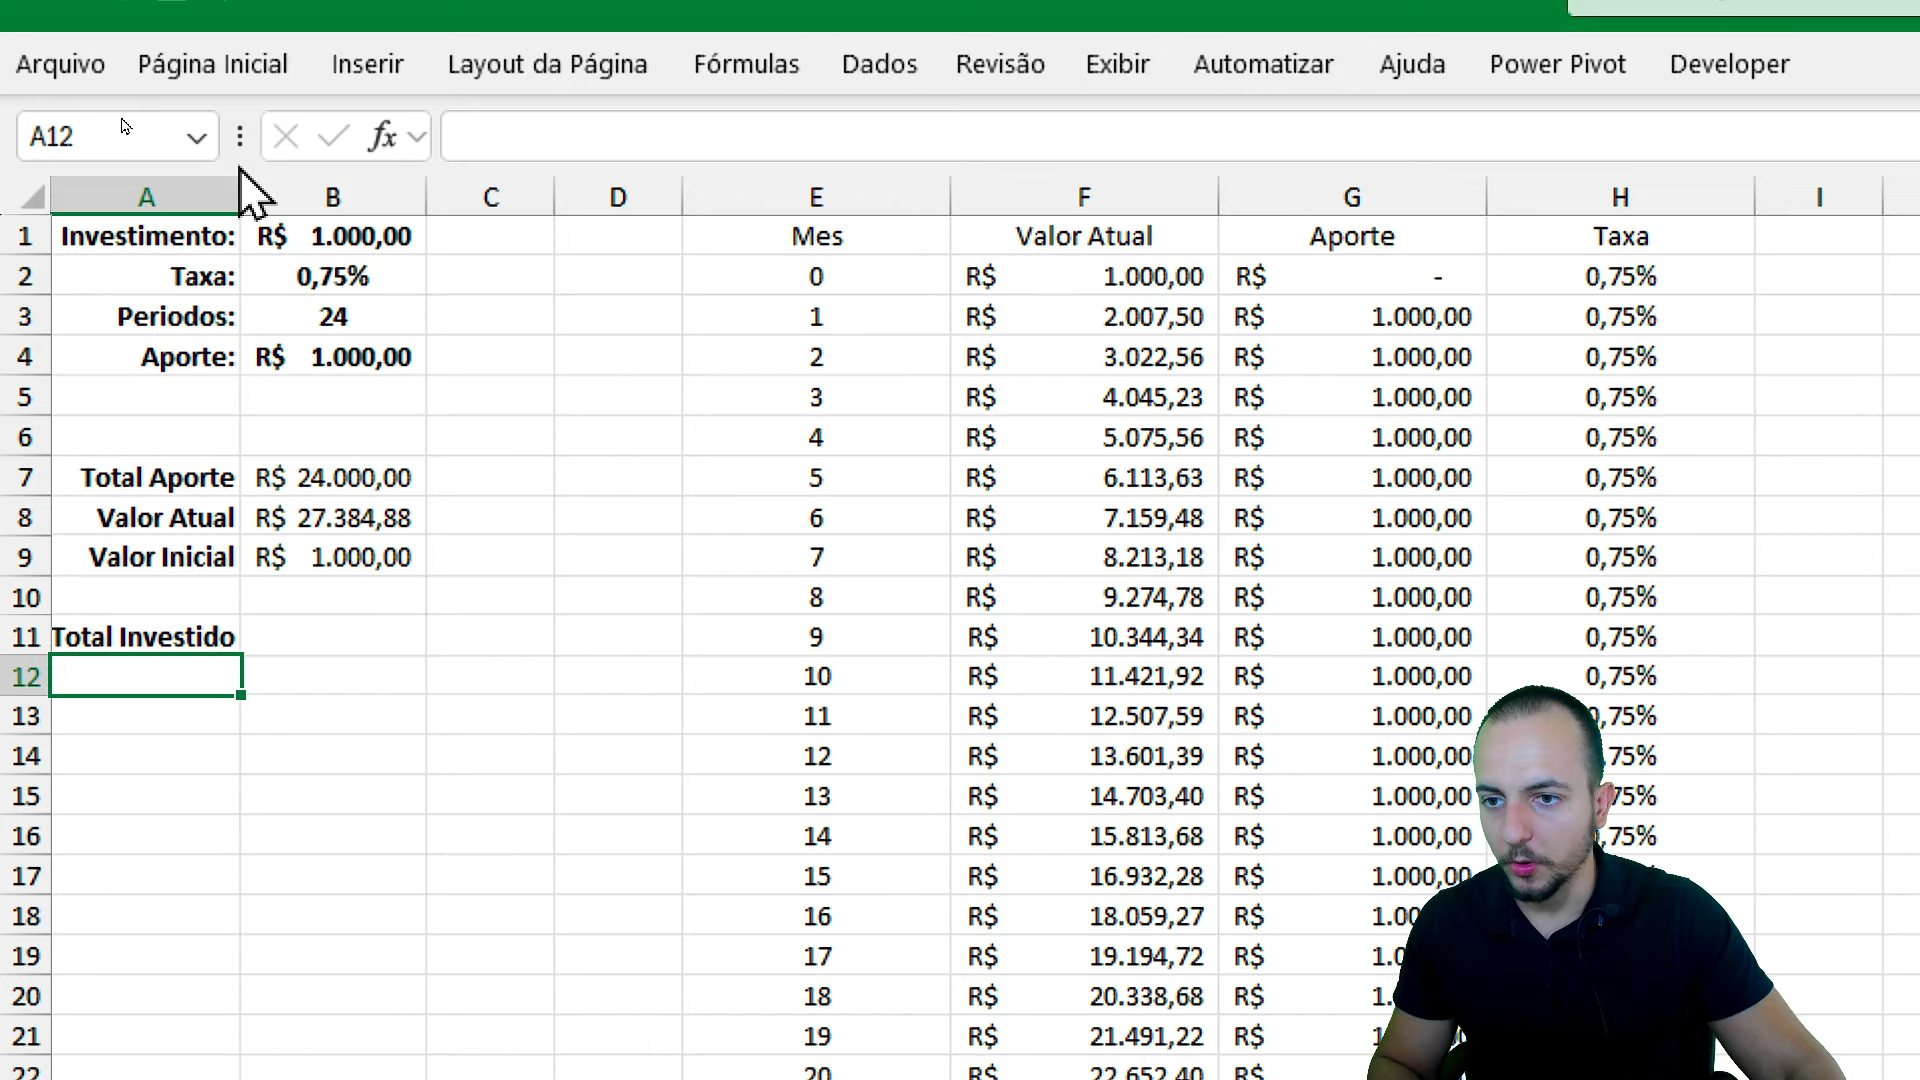 Arquivo Página Inicial Inserir Layout da Página Fórmulas Dados Revisão Exibir Automatizar Ajuda Power Pivot Developer
A12 fx
A B C D E F G H I
1 Investimento: R$ 1.000,00 Mes Valor Atual Aporte Taxa
2 Taxa: 0,75% 0 R$ 1.000,00 R$ - 0,75%
3 Periodos: 24 1 R$ 2.007,50 R$ 1.000,00 0,75%
4 Aporte: R$ 1.000,00 2 R$ 3.022,56 R$ 1.000,00 0,75%
5 3 R$ 4.045,23 R$ 1.000,00 0,75%
6 4 R$ 5.075,56 R$ 1.000,00 0,75%
7 Total Aporte R$ 24.000,00 5 R$ 6.113,63 R$ 1.000,00 0,75%
8 Valor Atual R$ 27.384,88 6 R$ 7.159,48 R$ 1.000,00 0,75%
9 Valor Inicial R$ 1.000,00 7 R$ 8.213,18 R$ 1.000,00 0,75%
10 8 R$ 9.274,78 R$ 1.000,00 0,75%
11 Total Investido 9 R$ 10.344,34 R$ 1.000,00 0,75%
12 10 R$ 11.421,92 R$ 1.000,00 0,75%
13 11 R$ 12.507,59 R$ 1.000,00 ,75%
14 12 R$ 13.601,39 R$ 1.000,00 75%
15 13 R$ 14.703,40 R$ 1.000,00 75%
16 14 R$ 15.813,68 R$ 1.000,00 ,75%
17 15 R$ 16.932,28 R$ 1.000,00
18 16 R$ 18.059,27 R$ 1.00
19 17 R$ 19.194,72 R$ 1.0
20 18 R$ 20.338,68 R$ 1.
21 19 R$ 21.491,22 R$ 1
22 20 R$ 22.652,40 R$